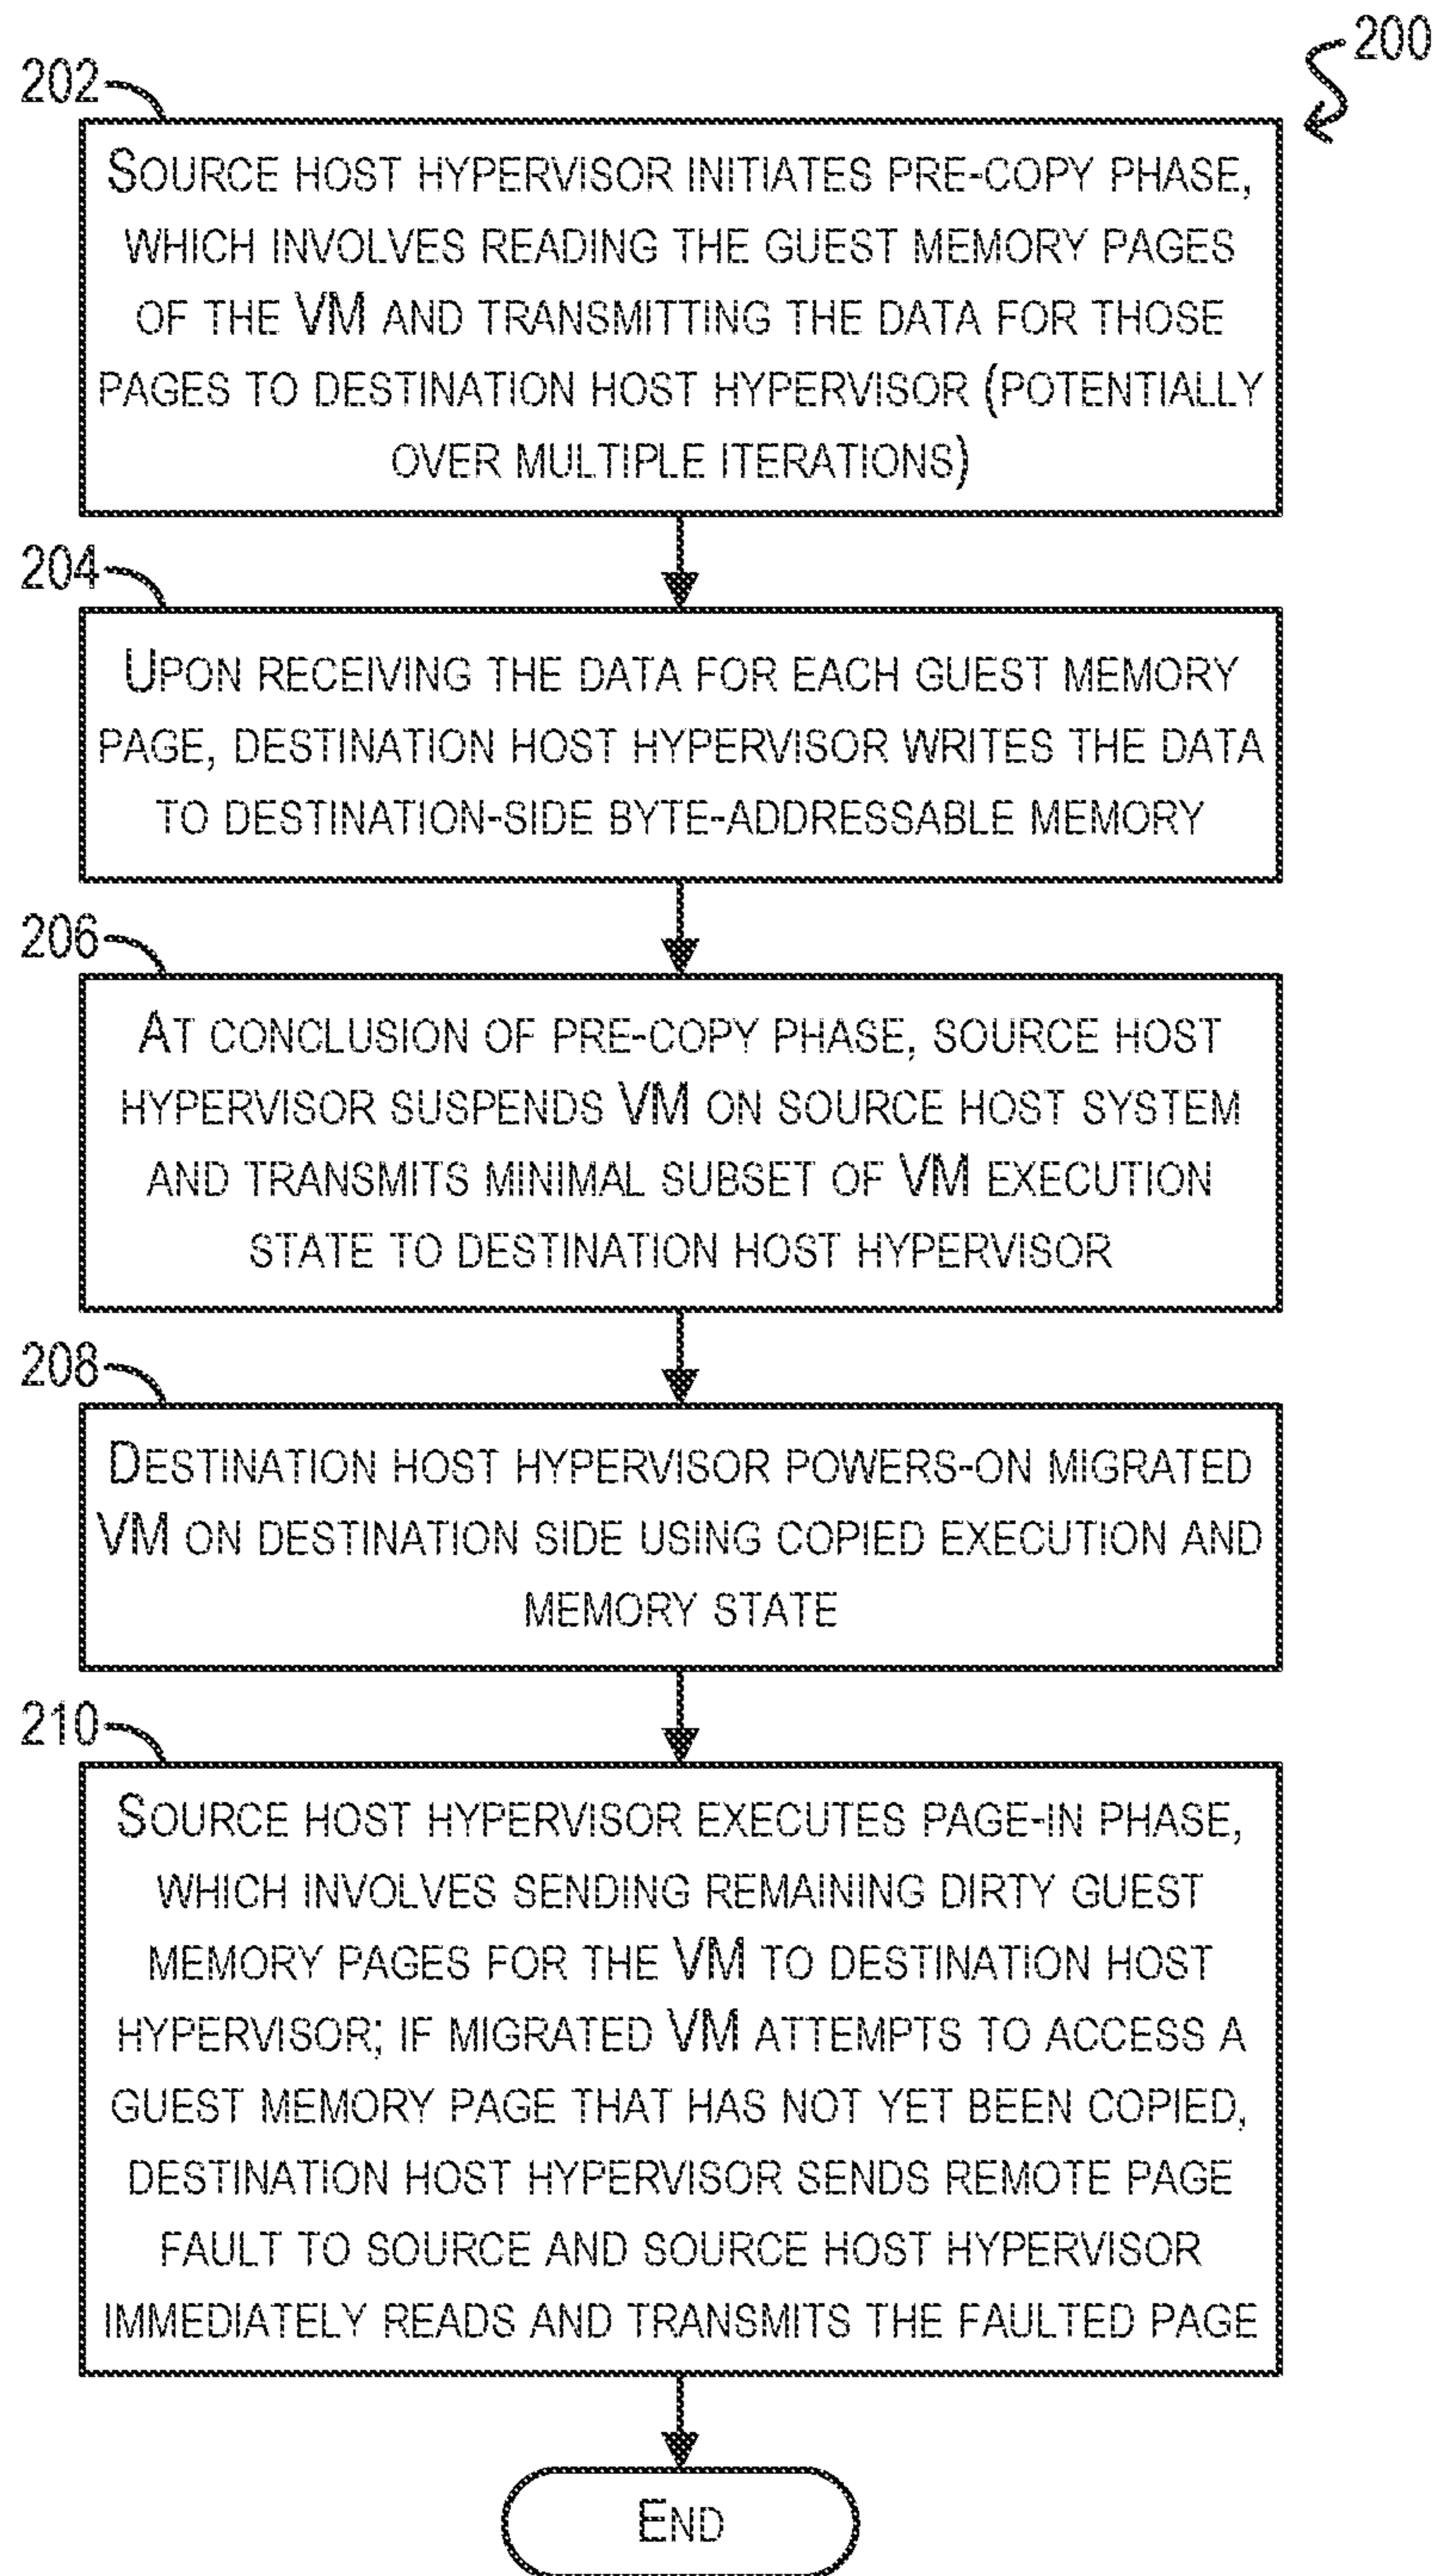 200
202
SOURCE HOST HYPERVISOR INITIATES PRE-COPY PHASE,
WHICH INVOLVES READING THE GUEST MEMORY PAGES
OF THE VM AND TRANSMITTING THE DATA FOR THOSE
PAGES TO DESTINATION HOST HYPERVISOR (POTENTIALLY
OVER MULTIPLE ITERATIONS)
204
UPON RECEIVING THE DATA FOR EACH GUEST MEMORY
PAGE, DESTINATION HOST HYPERVISOR WRITES THE DATA
TO DESTINATION-SIDE BYTE-ADDRESSABLE MEMORY
206
AT CONCLUSION OF PRE-COPY PHASE, SOURCE HOST
HYPERVISOR SUSPENDS VM ON SOURCE HOST SYSTEM
AND TRANSMITS MINIMAL SUBSET OF VM EXECUTION
STATE TO DESTINATION HOST HYPERVISOR
208
DESTINATION HOST HYPERVISOR POWERS-ON MIGRATED
VM ON DESTINATION SIDE USING COPIED EXECUTION AND
MEMORY STATE
210
SOURCE HOST HYPERVISOR EXECUTES PAGE-IN PHASE,
WHICH INVOLVES SENDING REMAINING DIRTY GUEST
MEMORY PAGES FOR THE VM TO DESTINATION HOST
HYPERVISOR; IF MIGRATED VM ATTEMPTS TO ACCESS A
GUEST MEMORY PAGE THAT HAS NOT YET BEEN COPIED,
DESTINATION HOST HYPERVISOR SENDS REMOTE PAGE
FAULT TO SOURCE AND SOURCE HOST HYPERVISOR
IMMEDIATELY READS AND TRANSMITS THE FAULTED PAGE
END